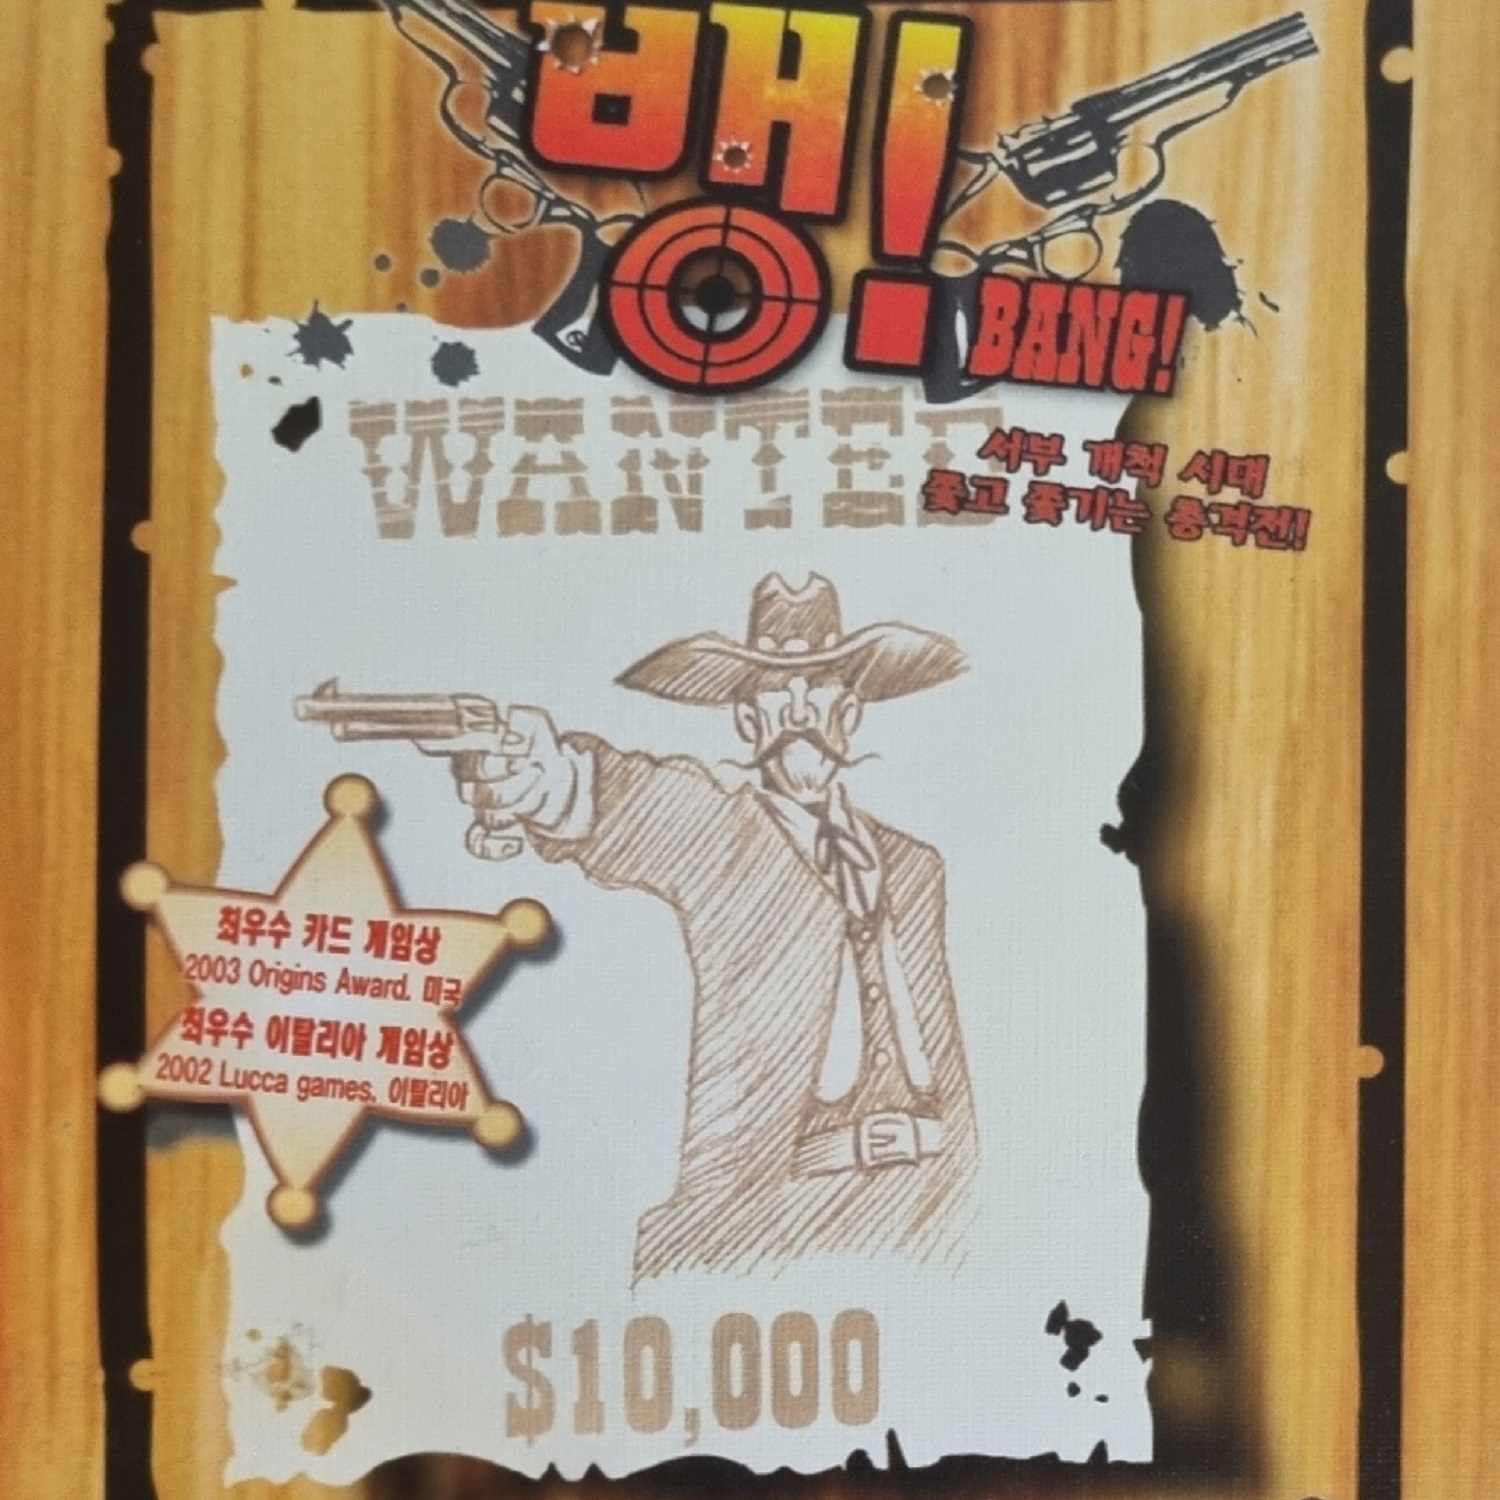 뱅!
BANG!
WANTED
서부 개척 시대
쫓고 쫓기는 총격전!
최우수 카드 게임상
2003 Origins Award. 미국
최우수 이탈리아 게임상
2002 Lucca games. 이탈리아
$10,000